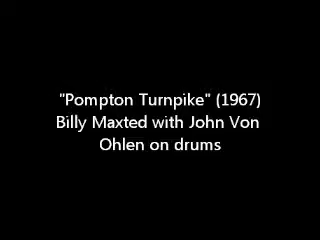 "Pompton Turnpike" (1967)
Billy Maxted with John Von
Ohlen on drums